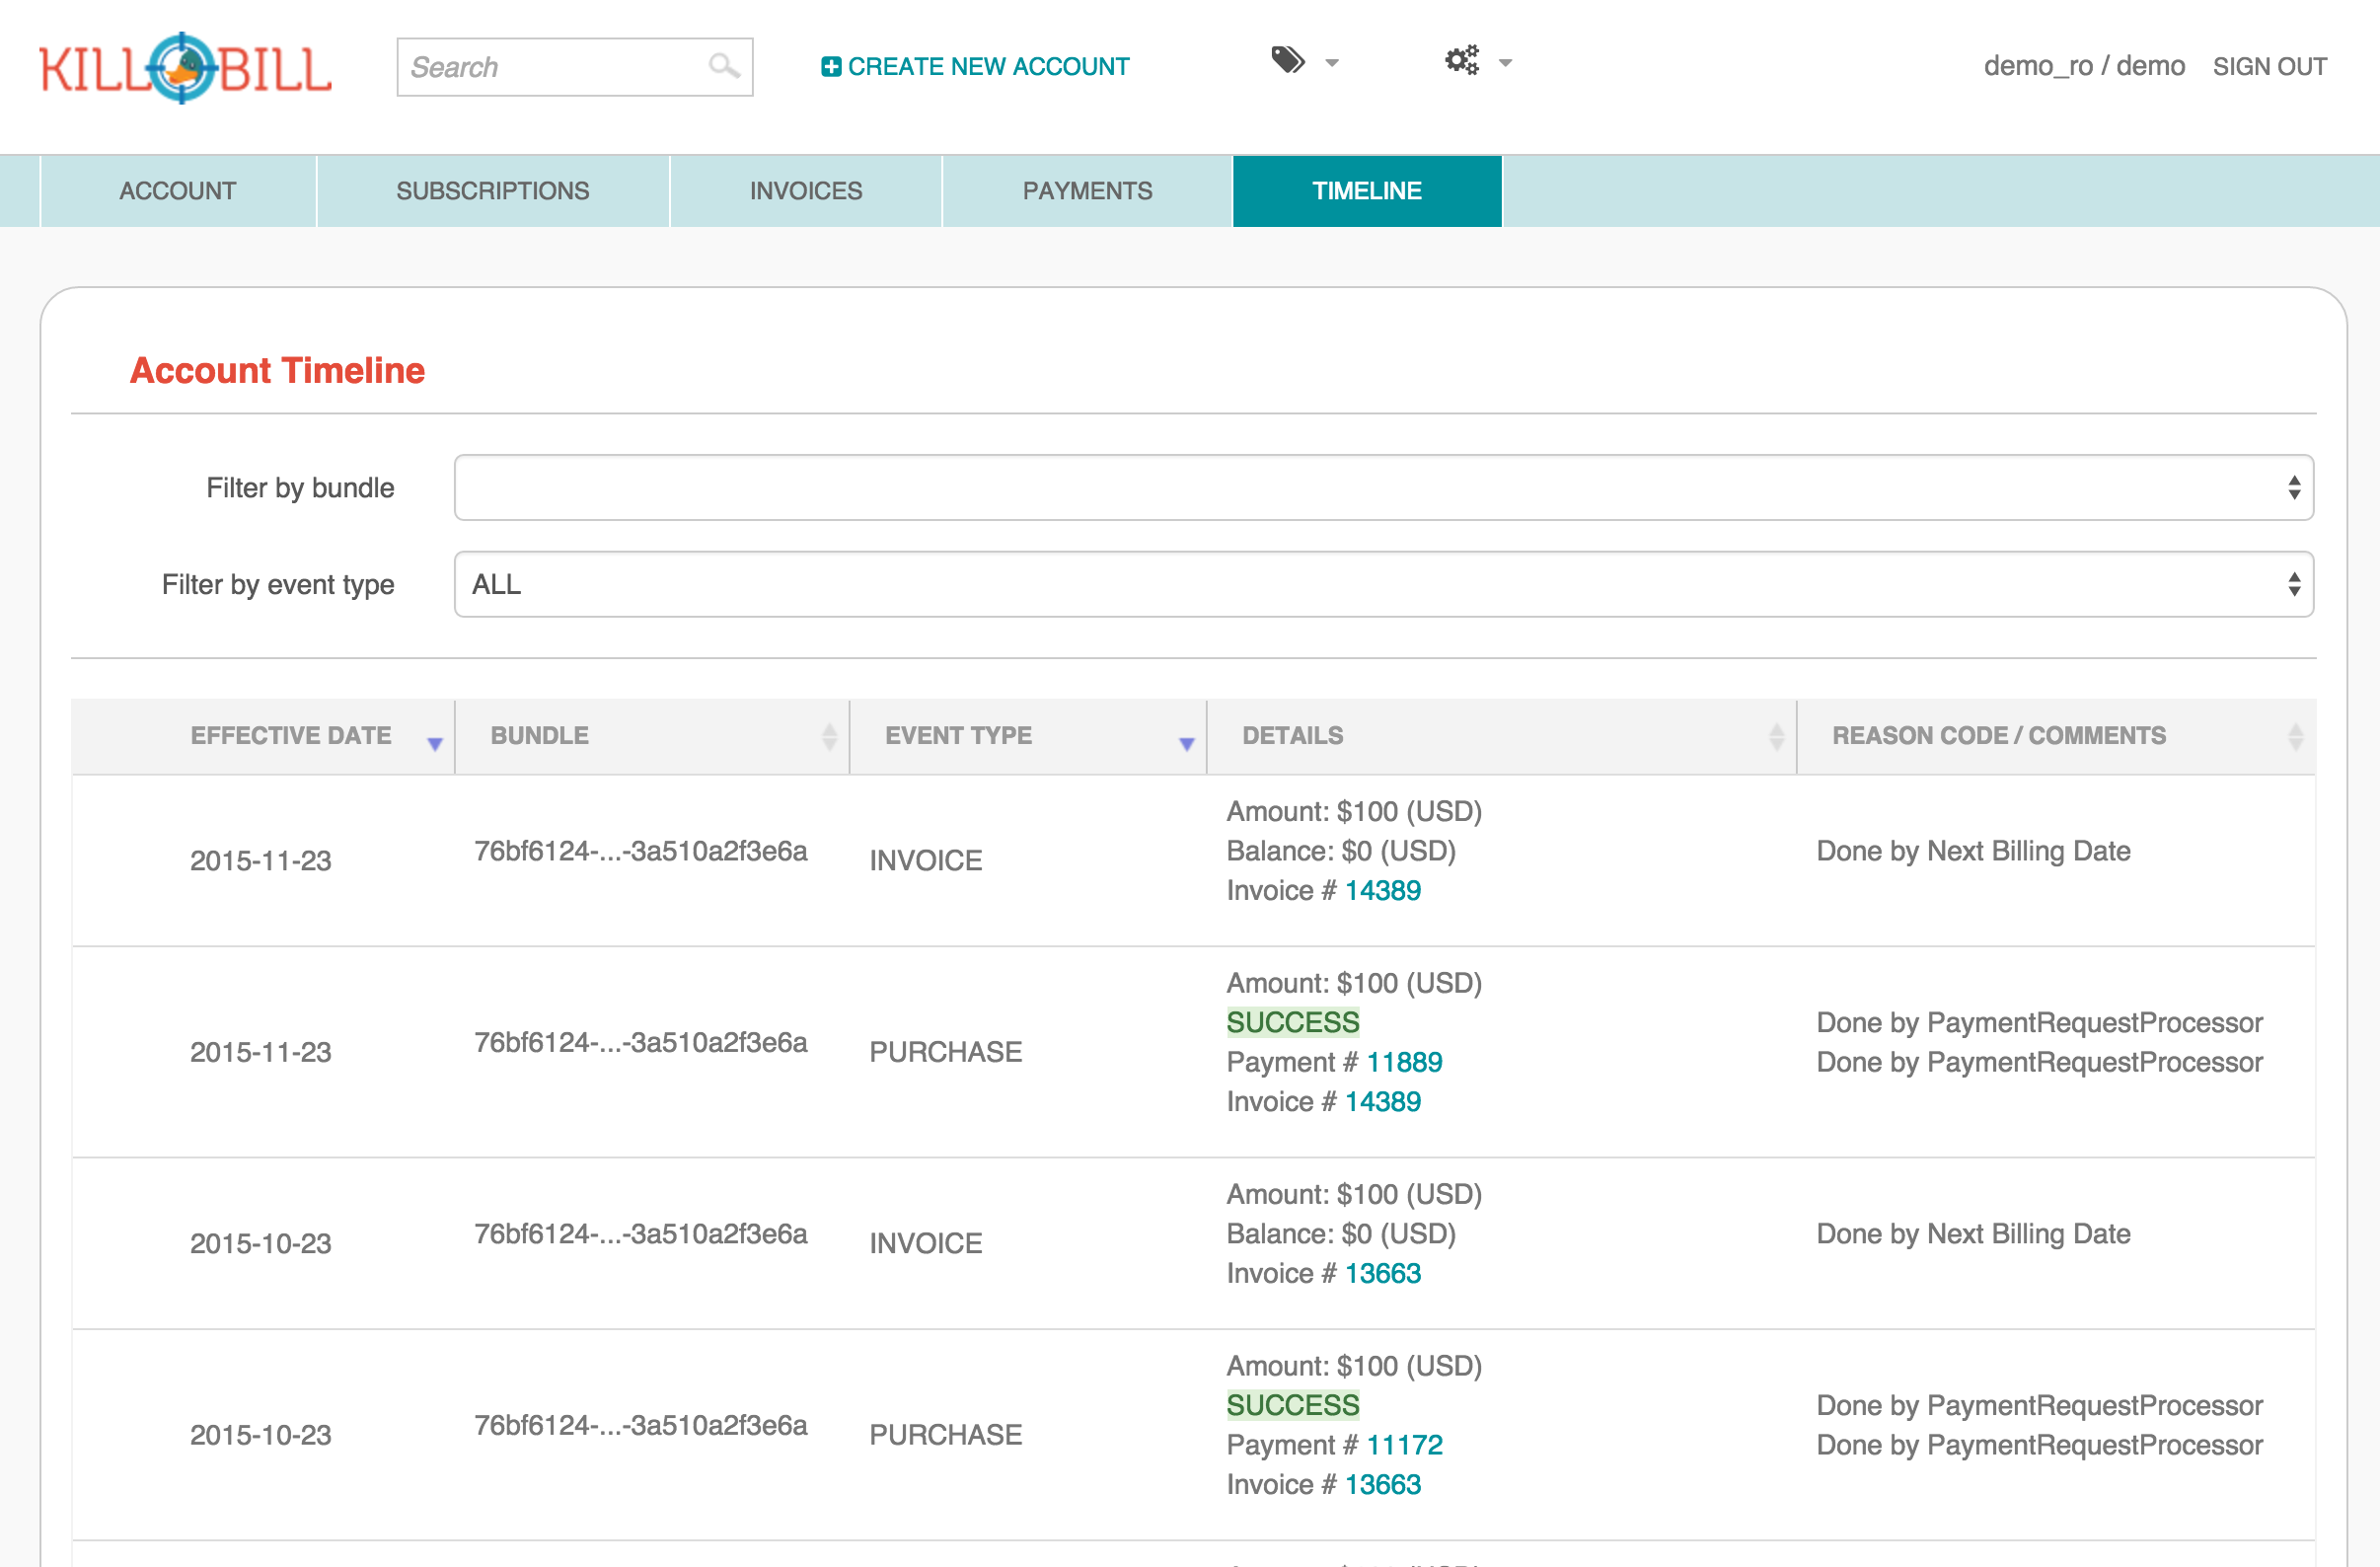 KILL BILL
Search
CREATE NEW ACCOUNT
demo_ro / demo SIGN OUT
ACCOUNT SUBSCRIPTIONS INVOICES PAYMENTS TIMELINE
Account Timeline
Filter by bundle
Filter by event type ALL
EFFECTIVE DATE BUNDLE EVENT TYPE DETAILS REASON CODE / COMMENTS
2015-11-23 76bf6124-...-3a510a2f3e6a INVOICE
Amount: $100 (USD)
Balance: $0 (USD)
Invoice # 14389
Done by Next Billing Date
2015-11-23 76bf6124-...-3a510a2f3e6a PURCHASE
Amount: $100 (USD)
SUCCESS
Payment # 11889
Invoice # 14389
Done by PaymentRequestProcessor
Done by PaymentRequestProcessor
2015-10-23 76bf6124-...-3a510a2f3e6a INVOICE
Amount: $100 (USD)
Balance: $0 (USD)
Invoice # 13663
Done by Next Billing Date
2015-10-23 76bf6124-...-3a510a2f3e6a PURCHASE
Amount: $100 (USD)
SUCCESS
Payment # 11172
Invoice # 13663
Done by PaymentRequestProcessor
Done by PaymentRequestProcessor